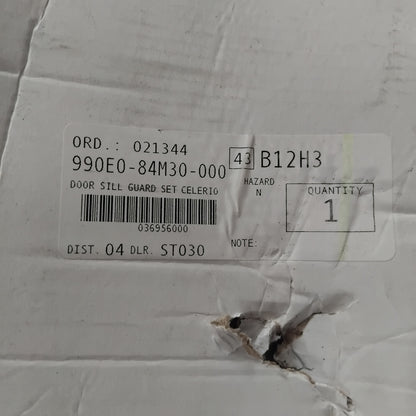 ORD.: 021344
990E0-84M30-000 43 B12H3
DOOR SILL GUARD SET CELERIO
HAZARD
N
QUANTITY
1
036956000
DIST. 04 DLR. ST030
NOTE: